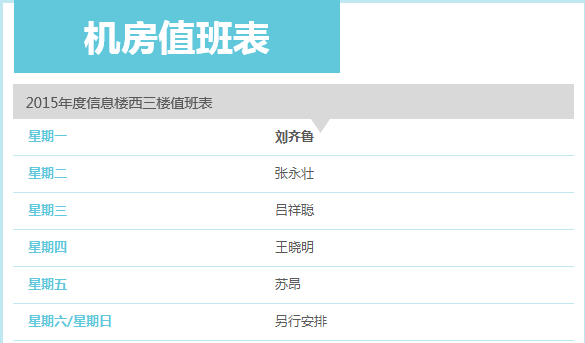 机房值班表
2015年度信息楼西三楼值班表
星期一 刘齐鲁
星期二 张永壮
星期三 吕祥聪
星期四 王晓明
星期五 苏昂
星期六/星期日 另行安排